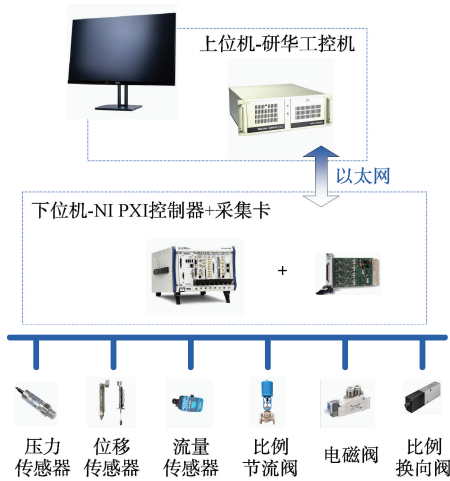 上位机-研华工控机
以太网
下位机-NI PXI控制器+采集卡
+
压力
传感器
位移
传感器
流量
传感器
比例
节流阀
电磁阀
比例
换向阀